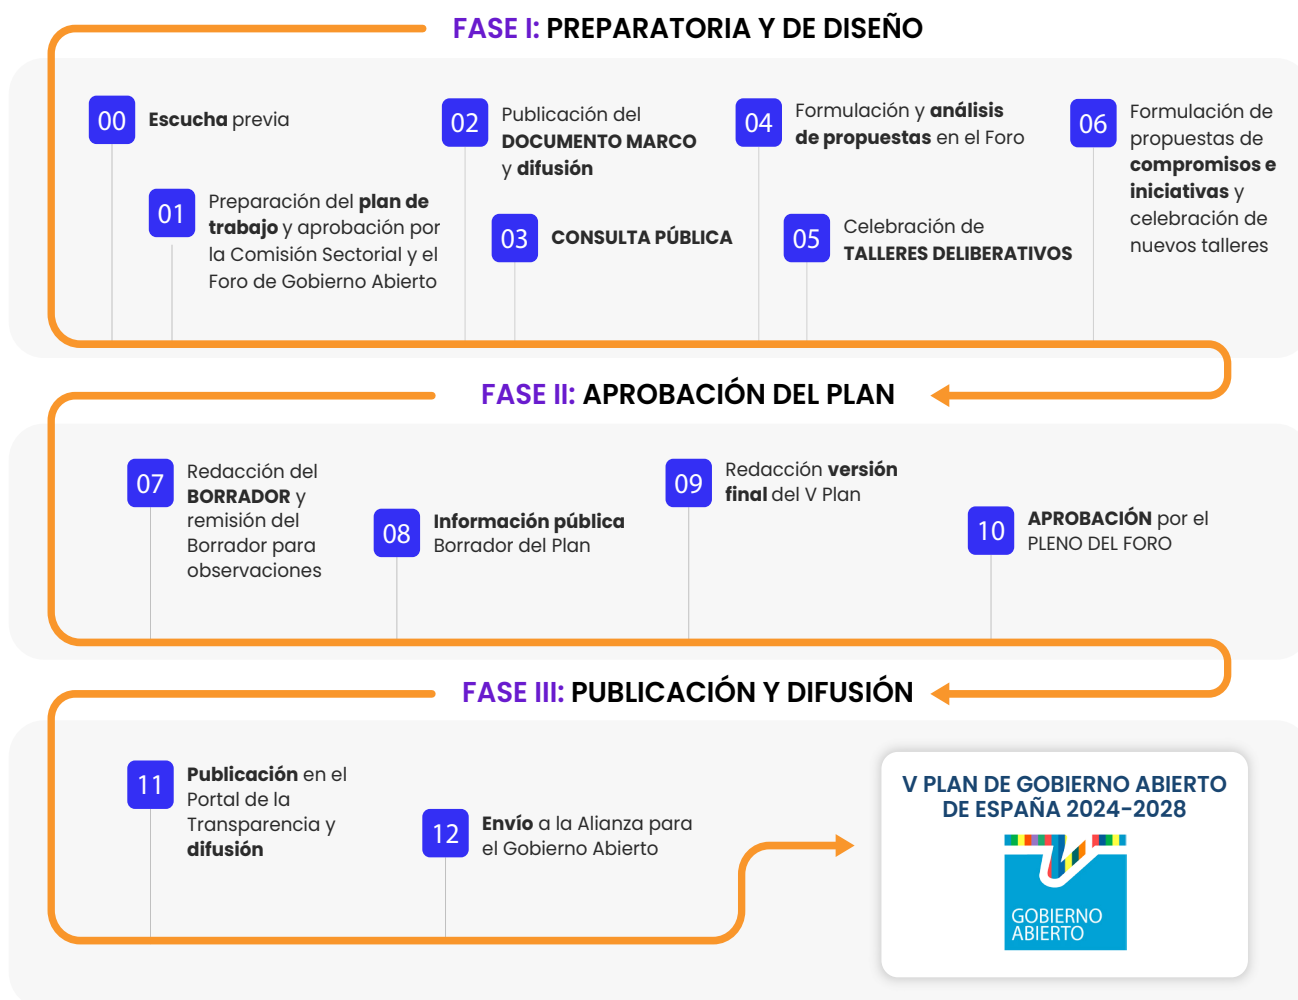 FASE I: PREPARATORIA Y DE DISEÑO
00
Escucha previa
01
Preparación del plan de
trabajo y aprobación por
la Comisión Sectorial y el
Foro de Gobierno Abierto
02
Publicación del
DOCUMENTO MARCO
y difusión
03
CONSULTA PÚBLICA
04
Formulación y análisis
de propuestas en el Foro
05
Celebración de
TALLERES DELIBERATIVOS
06
Formulación de
propuestas de
compromisos e
iniciativas y
celebración de
nuevos talleres
FASE II: APROBACIÓN DEL PLAN
07
Redacción del
BORRADOR y
remisión del
Borrador para
observaciones
08
Información pública
Borrador del Plan
09
Redacción versión
final del V Plan
10
APROBACIÓN por el
PLENO DEL FORO
FASE III: PUBLICACIÓN Y DIFUSIÓN
11
Publicación en el
Portal de la
Transparencia y
difusión
12
Envío a la Alianza para
el Gobierno Abierto
V PLAN DE GOBIERNO ABIERTO
DE ESPAÑA 2024-2028
GOBIERNO
ABIERTO